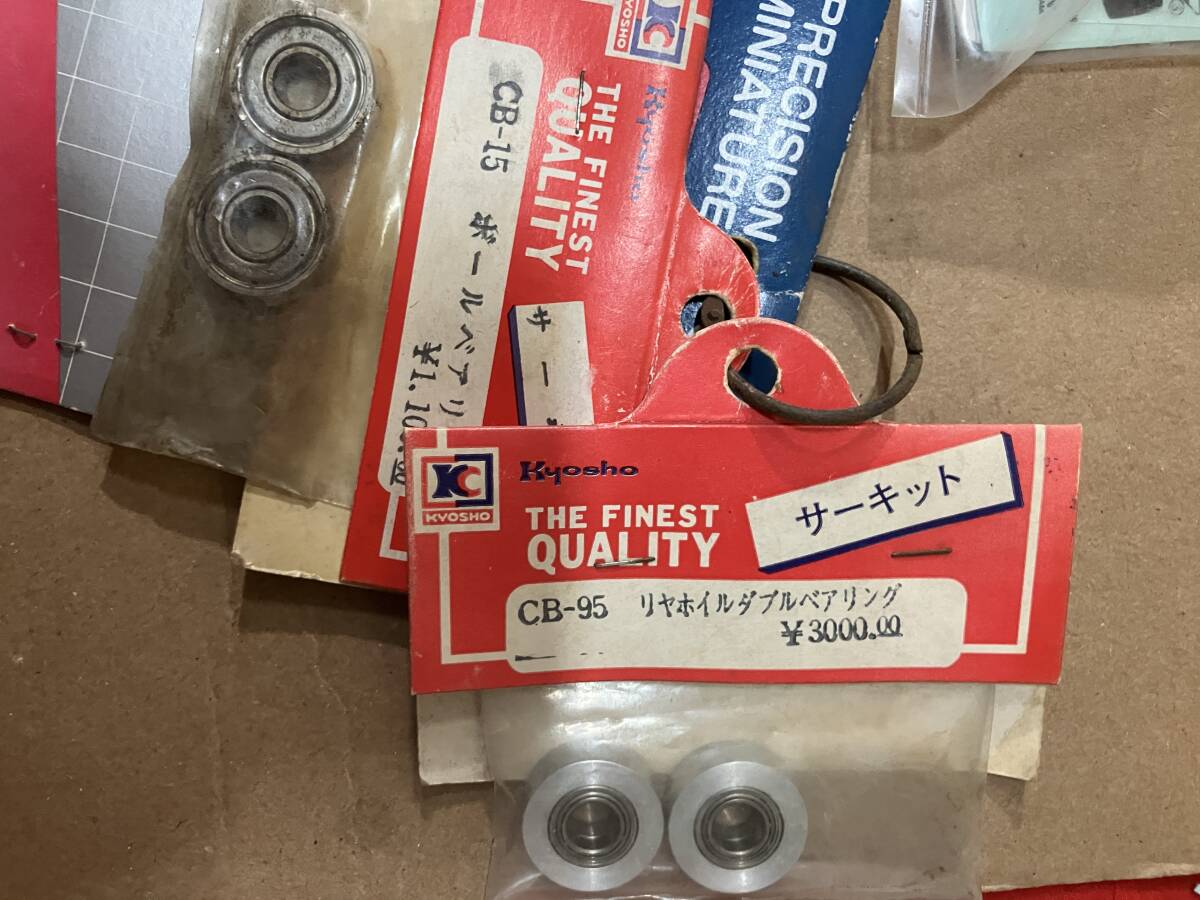 PRECISION
MINIATURE
KYOSHO
Kyosho
THE FINEST
QUALITY
CB-15 ボールベアリ
サー
KC
KYOSHO
Kyosho
THE FINEST
QUALITY
サーキット
CB-95 リヤホイルダブルベアリング
¥3000.00